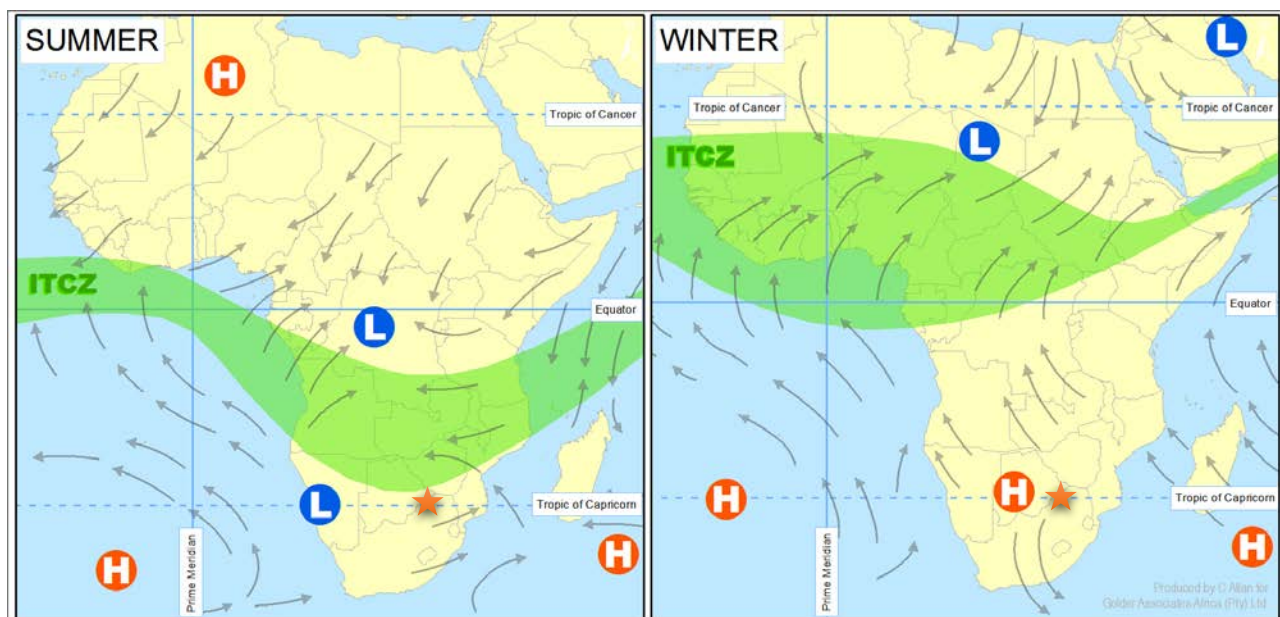 SUMMER
H
Tropic of Cancer
ITCZ
L
Equator
L
Tropic of Capricorn
H
H
Prime Meridian
WINTER
L
Tropic of Cancer
Tropic of Cancer
L
ITCZ
Equator
H
H
Tropic of Capricorn
H
Prime Meridian
Produced by C Allan for
Golder Associates Africa (Pty) Ltd